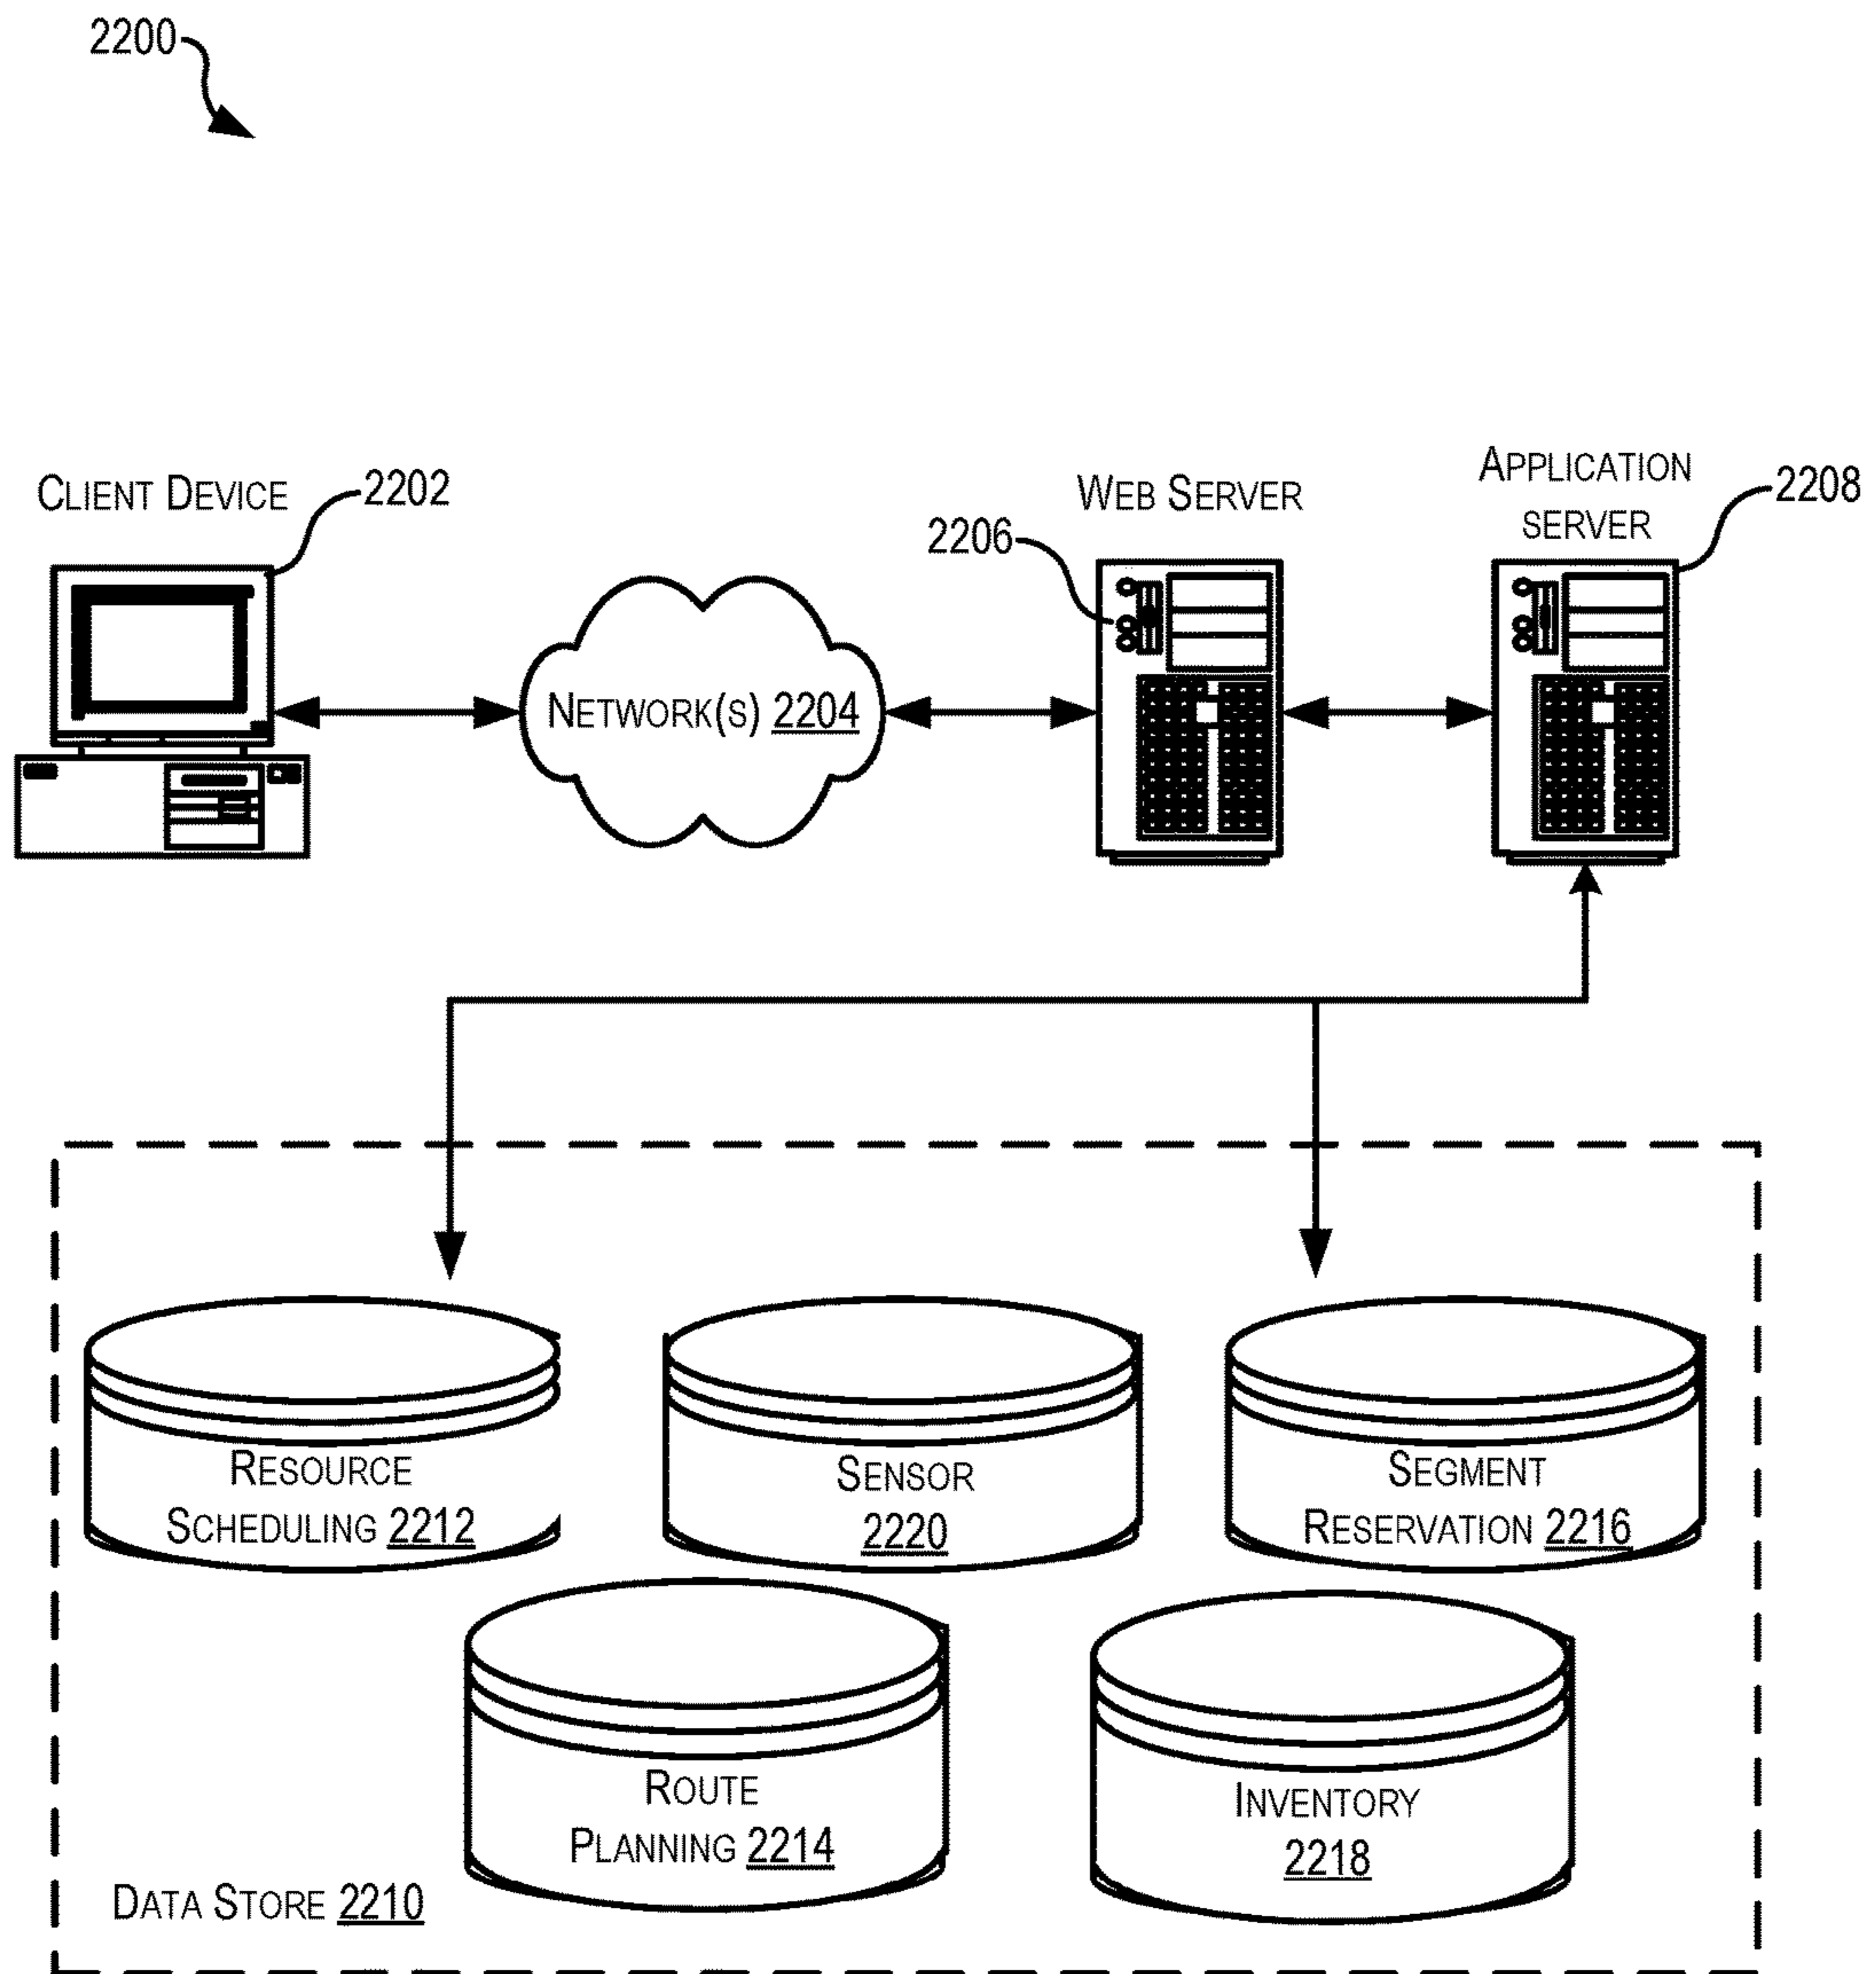 2200
CLIENT DEVICE
2202
WEB SERVER
2206
APPLICATION
SERVER
2208
NETWORK(S) 2204
RESOURCE
SCHEDULING 2212
SENSOR
2220
SEGMENT
RESERVATION 2216
ROUTE
PLANNING 2214
INVENTORY
2218
DATA STORE 2210